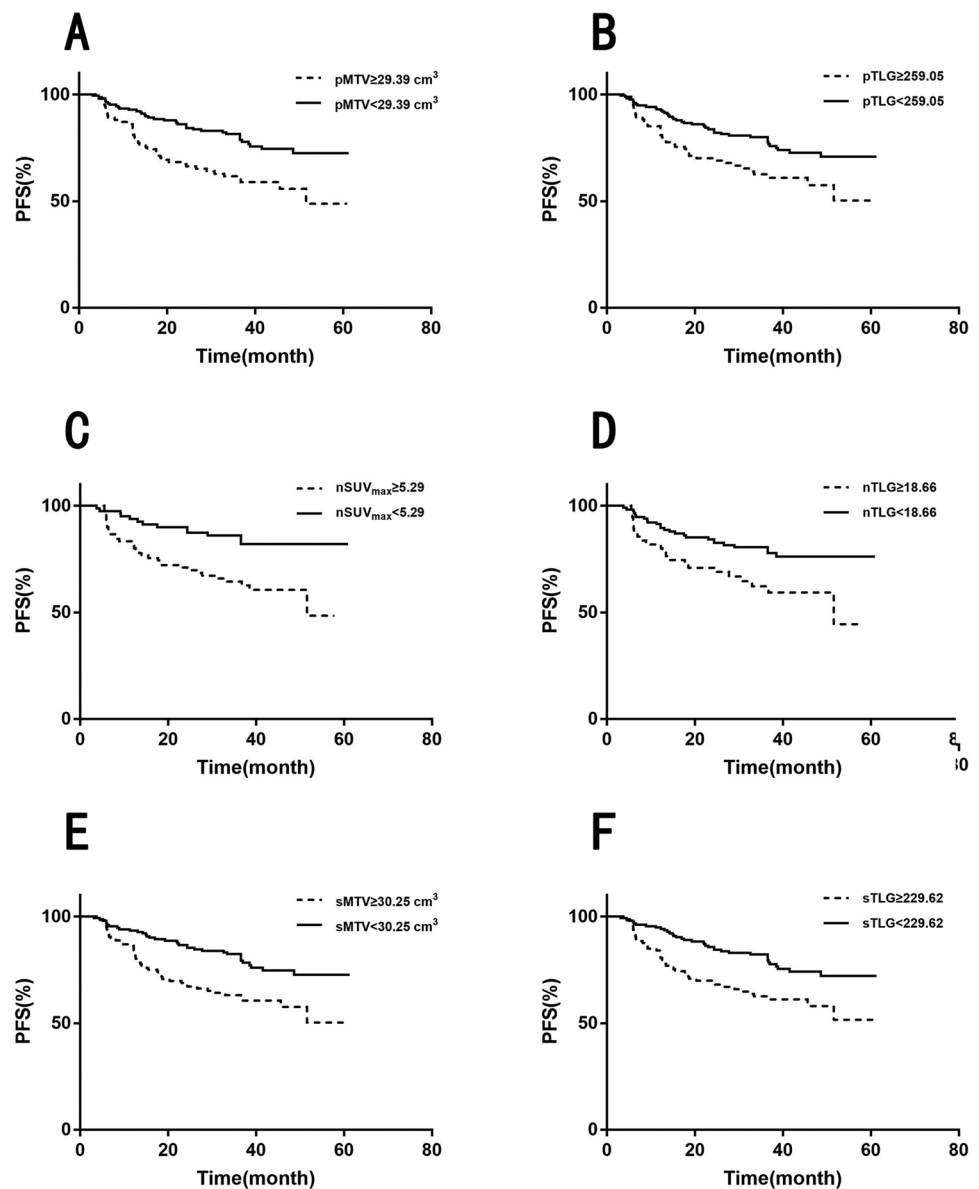 A
pMTV≥29.39 cm³
pMTV<29.39 cm³
100
50
0
PFS(%)
0 20 40 60 80
Time(month)
B
pTLG≥259.05
pTLG<259.05
100
50
0
PFS(%)
0 20 40 60 80
Time(month)
C
nSUVmax≥5.29
nSUVmax<5.29
100
50
0
PFS(%)
0 20 40 60 80
Time(month)
D
nTLG≥18.66
nTLG<18.66
100
50
0
PFS(%)
0 20 40 60
Time(month)
E
sMTV≥30.25 cm³
sMTV<30.25 cm³
100
50
0
PFS(%)
0 20 40 60 80
Time(month)
F
sTLG≥229.62
sTLG<229.62
100
50
0
PFS(%)
0 20 40 60 80
Time(month)